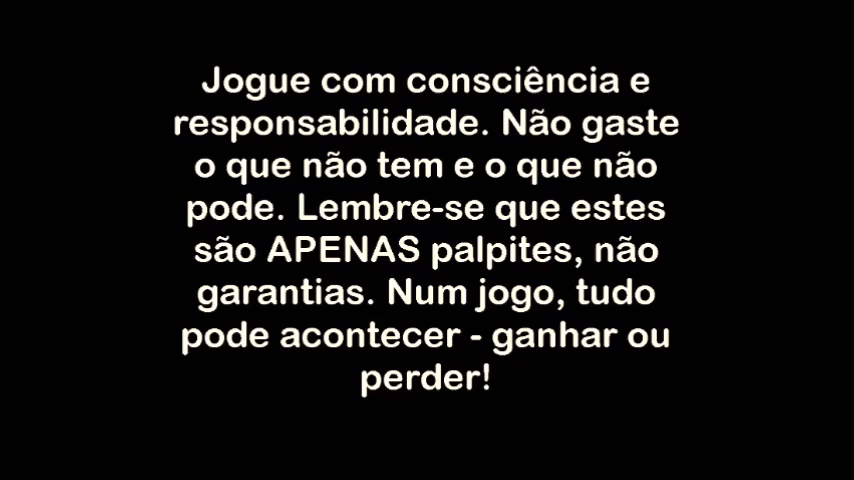 Jogue com consciência e
responsabilidade. Não gaste
o que não tem e o que não
pode. Lembre-se que estes
são APENAS palpites, não
garantias. Num jogo, tudo
pode acontecer - ganhar ou
perder!